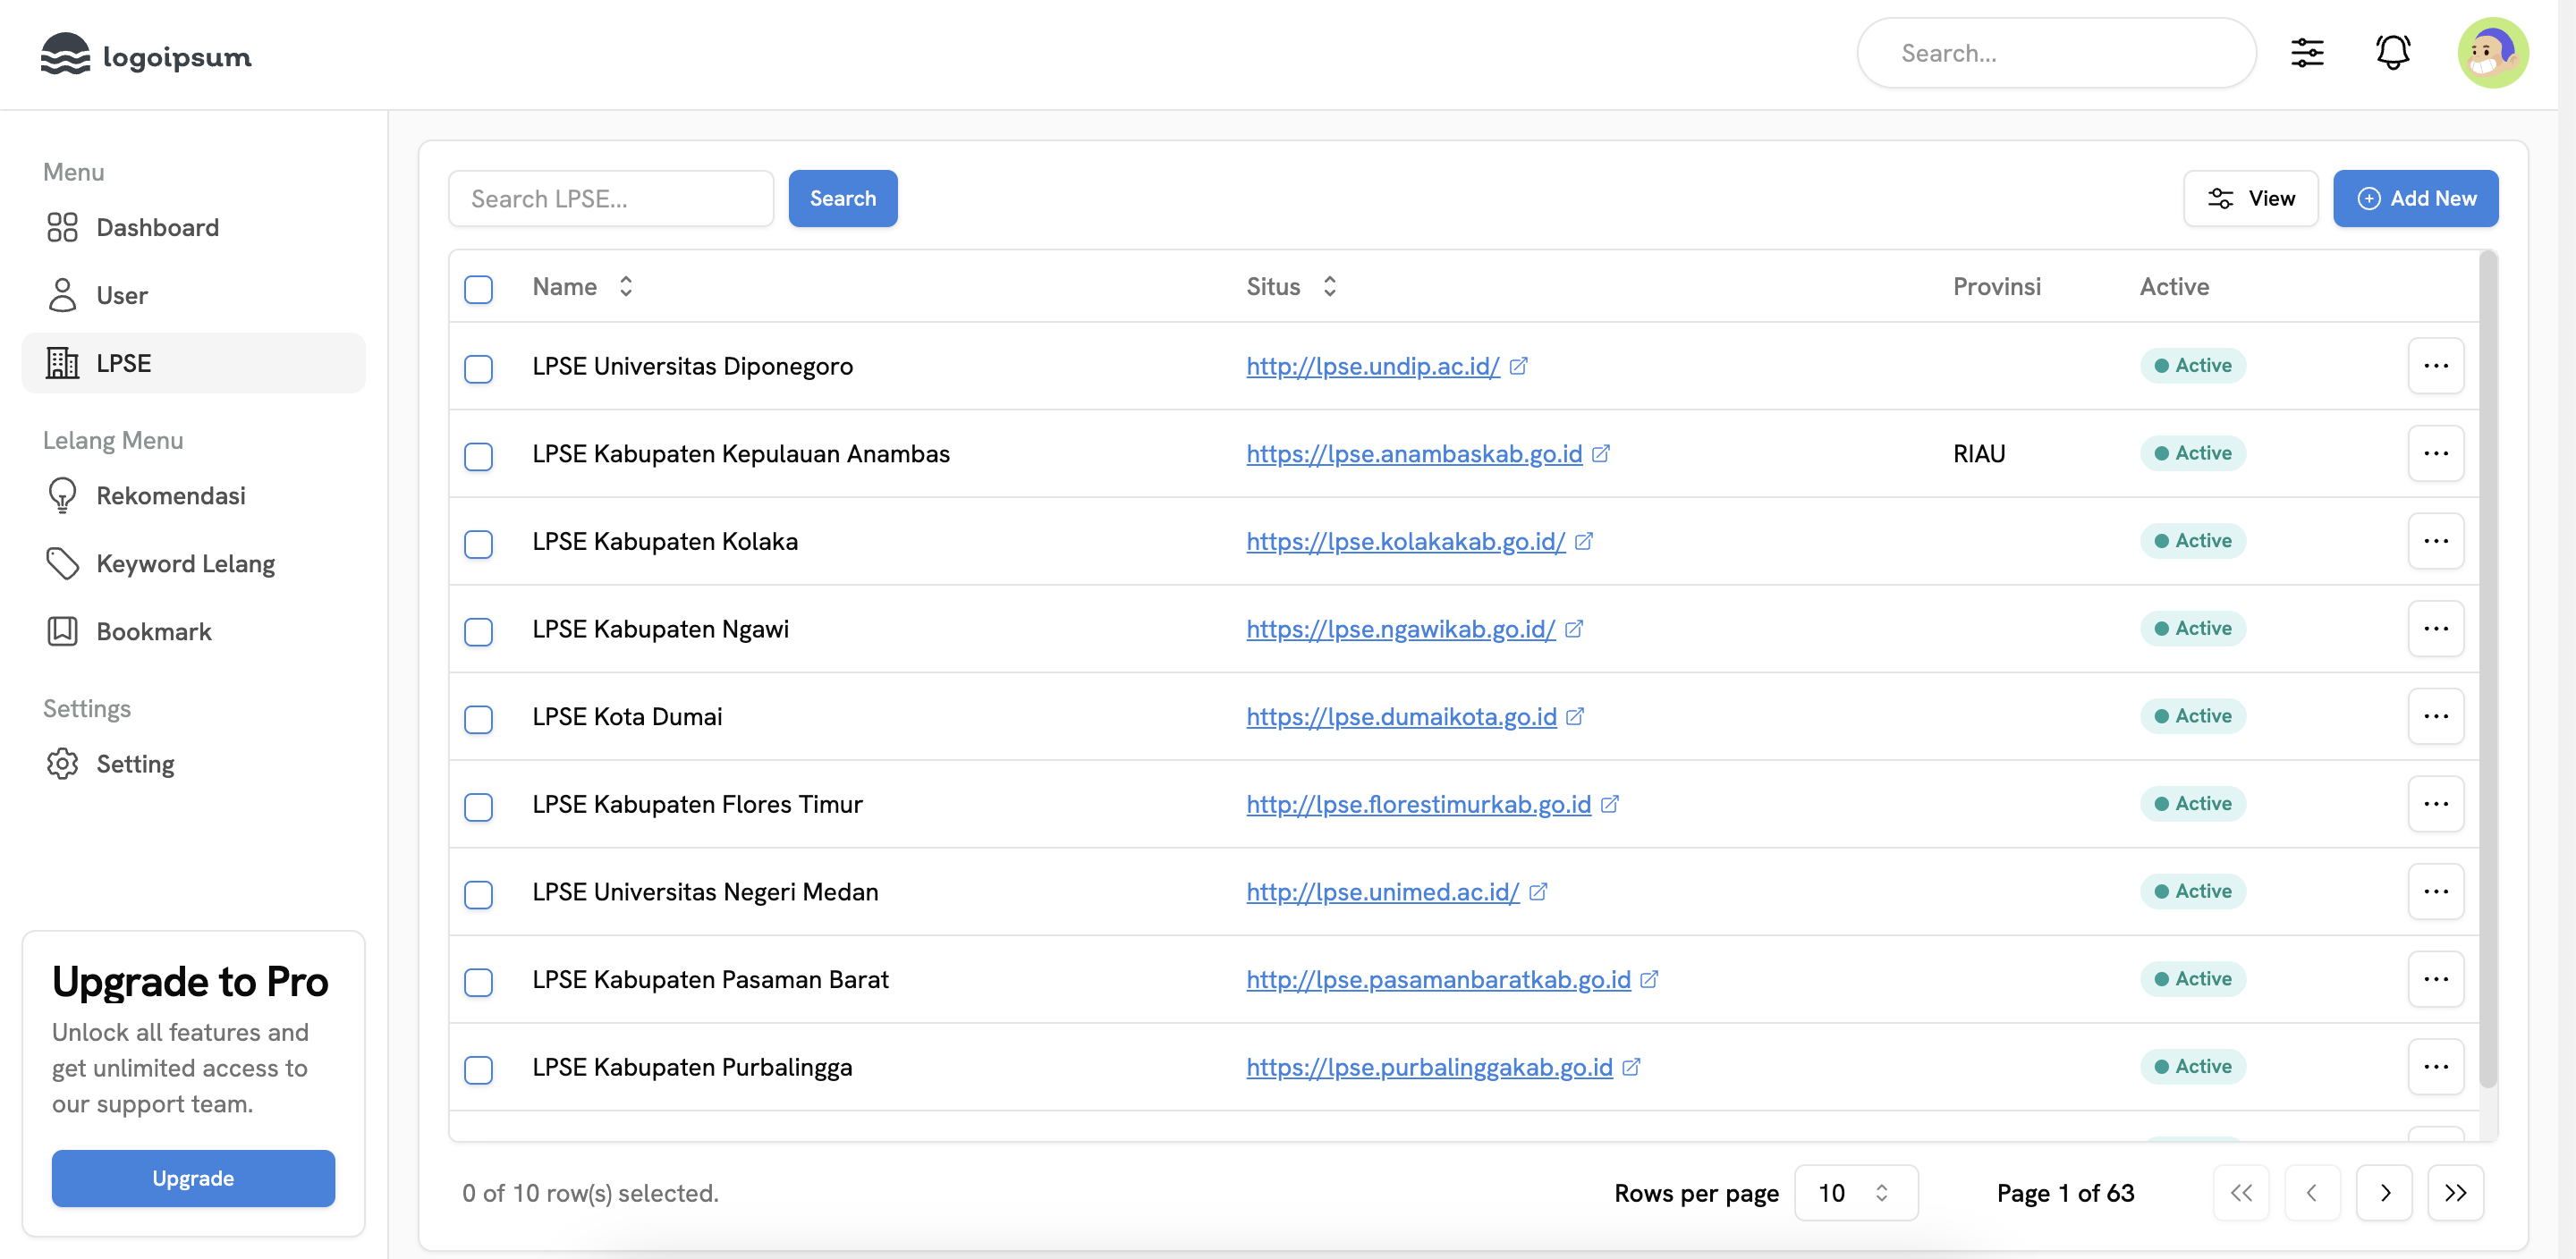 logoipsum
Search...
Menu
Dashboard
User
LPSE
Lelang Menu
Rekomendasi
Keyword Lelang
Bookmark
Settings
Setting
Upgrade to Pro
Unlock all features and
get unlimited access to
our support team.
Upgrade
Search LPSE...
Search
View
Add New
Name Situs Provinsi Active
LPSE Universitas Diponegoro http://lpse.undip.ac.id/ Active
LPSE Kabupaten Kepulauan Anambas https://lpse.anambaskab.go.id RIAU Active
LPSE Kabupaten Kolaka https://lpse.kolakakab.go.id/ Active
LPSE Kabupaten Ngawi https://lpse.ngawikab.go.id/ Active
LPSE Kota Dumai https://lpse.dumaikota.go.id Active
LPSE Kabupaten Flores Timur http://lpse.florestimurkab.go.id Active
LPSE Universitas Negeri Medan http://lpse.unimed.ac.id/ Active
LPSE Kabupaten Pasaman Barat http://lpse.pasamanbaratkab.go.id Active
LPSE Kabupaten Purbalingga https://lpse.purbalinggakab.go.id Active
0 of 10 row(s) selected. Rows per page 10 Page 1 of 63